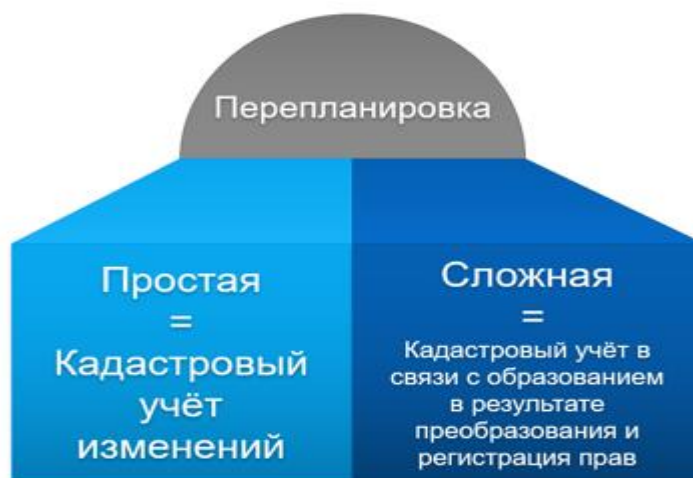 Перепланировка
Простая
=
Кадастровый
учёт
изменений
Сложная
=
Кадастровый учёт в
связи с образованием
в результате
преобразования и
регистрация прав